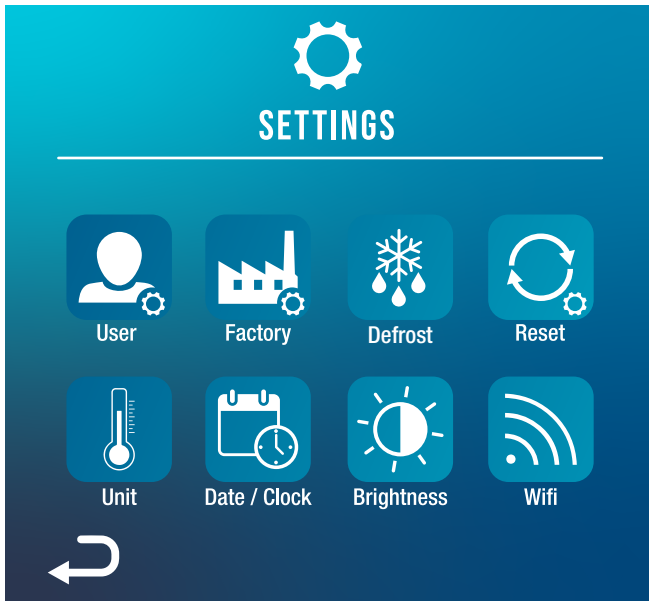 SETTINGS
User Factory Defrost Reset
Unit Date / Clock Brightness Wifi